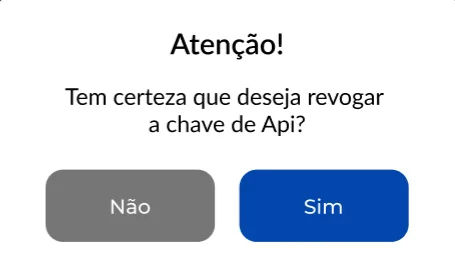 Atenção!
Tem certeza que deseja revogar
a chave de Api?
Não
Sim